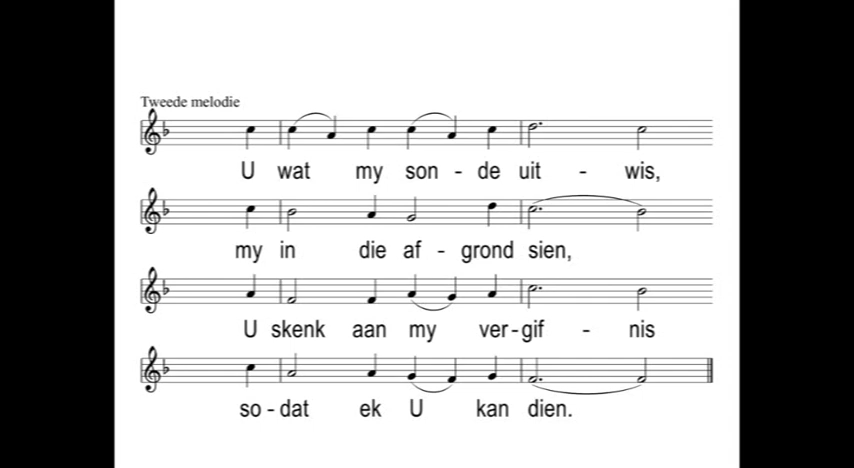 Tweede melodie
U wat my son - de uit - wis,
my in die af - grond sien,
U skenk aan my ver - gif - nis
so - dat ek U kan dien.